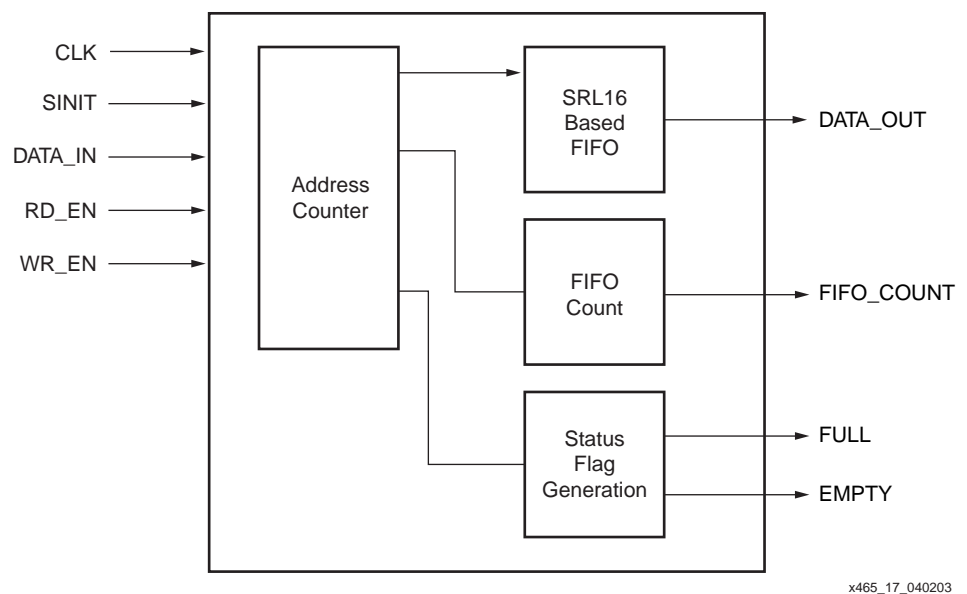 CLK
SINIT
DATA_IN
RD_EN
WR_EN
Address
Counter
SRL16
Based
FIFO
FIFO
Count
Status
Flag
Generation
DATA_OUT
FIFO_COUNT
FULL
EMPTY
x465_17_040203